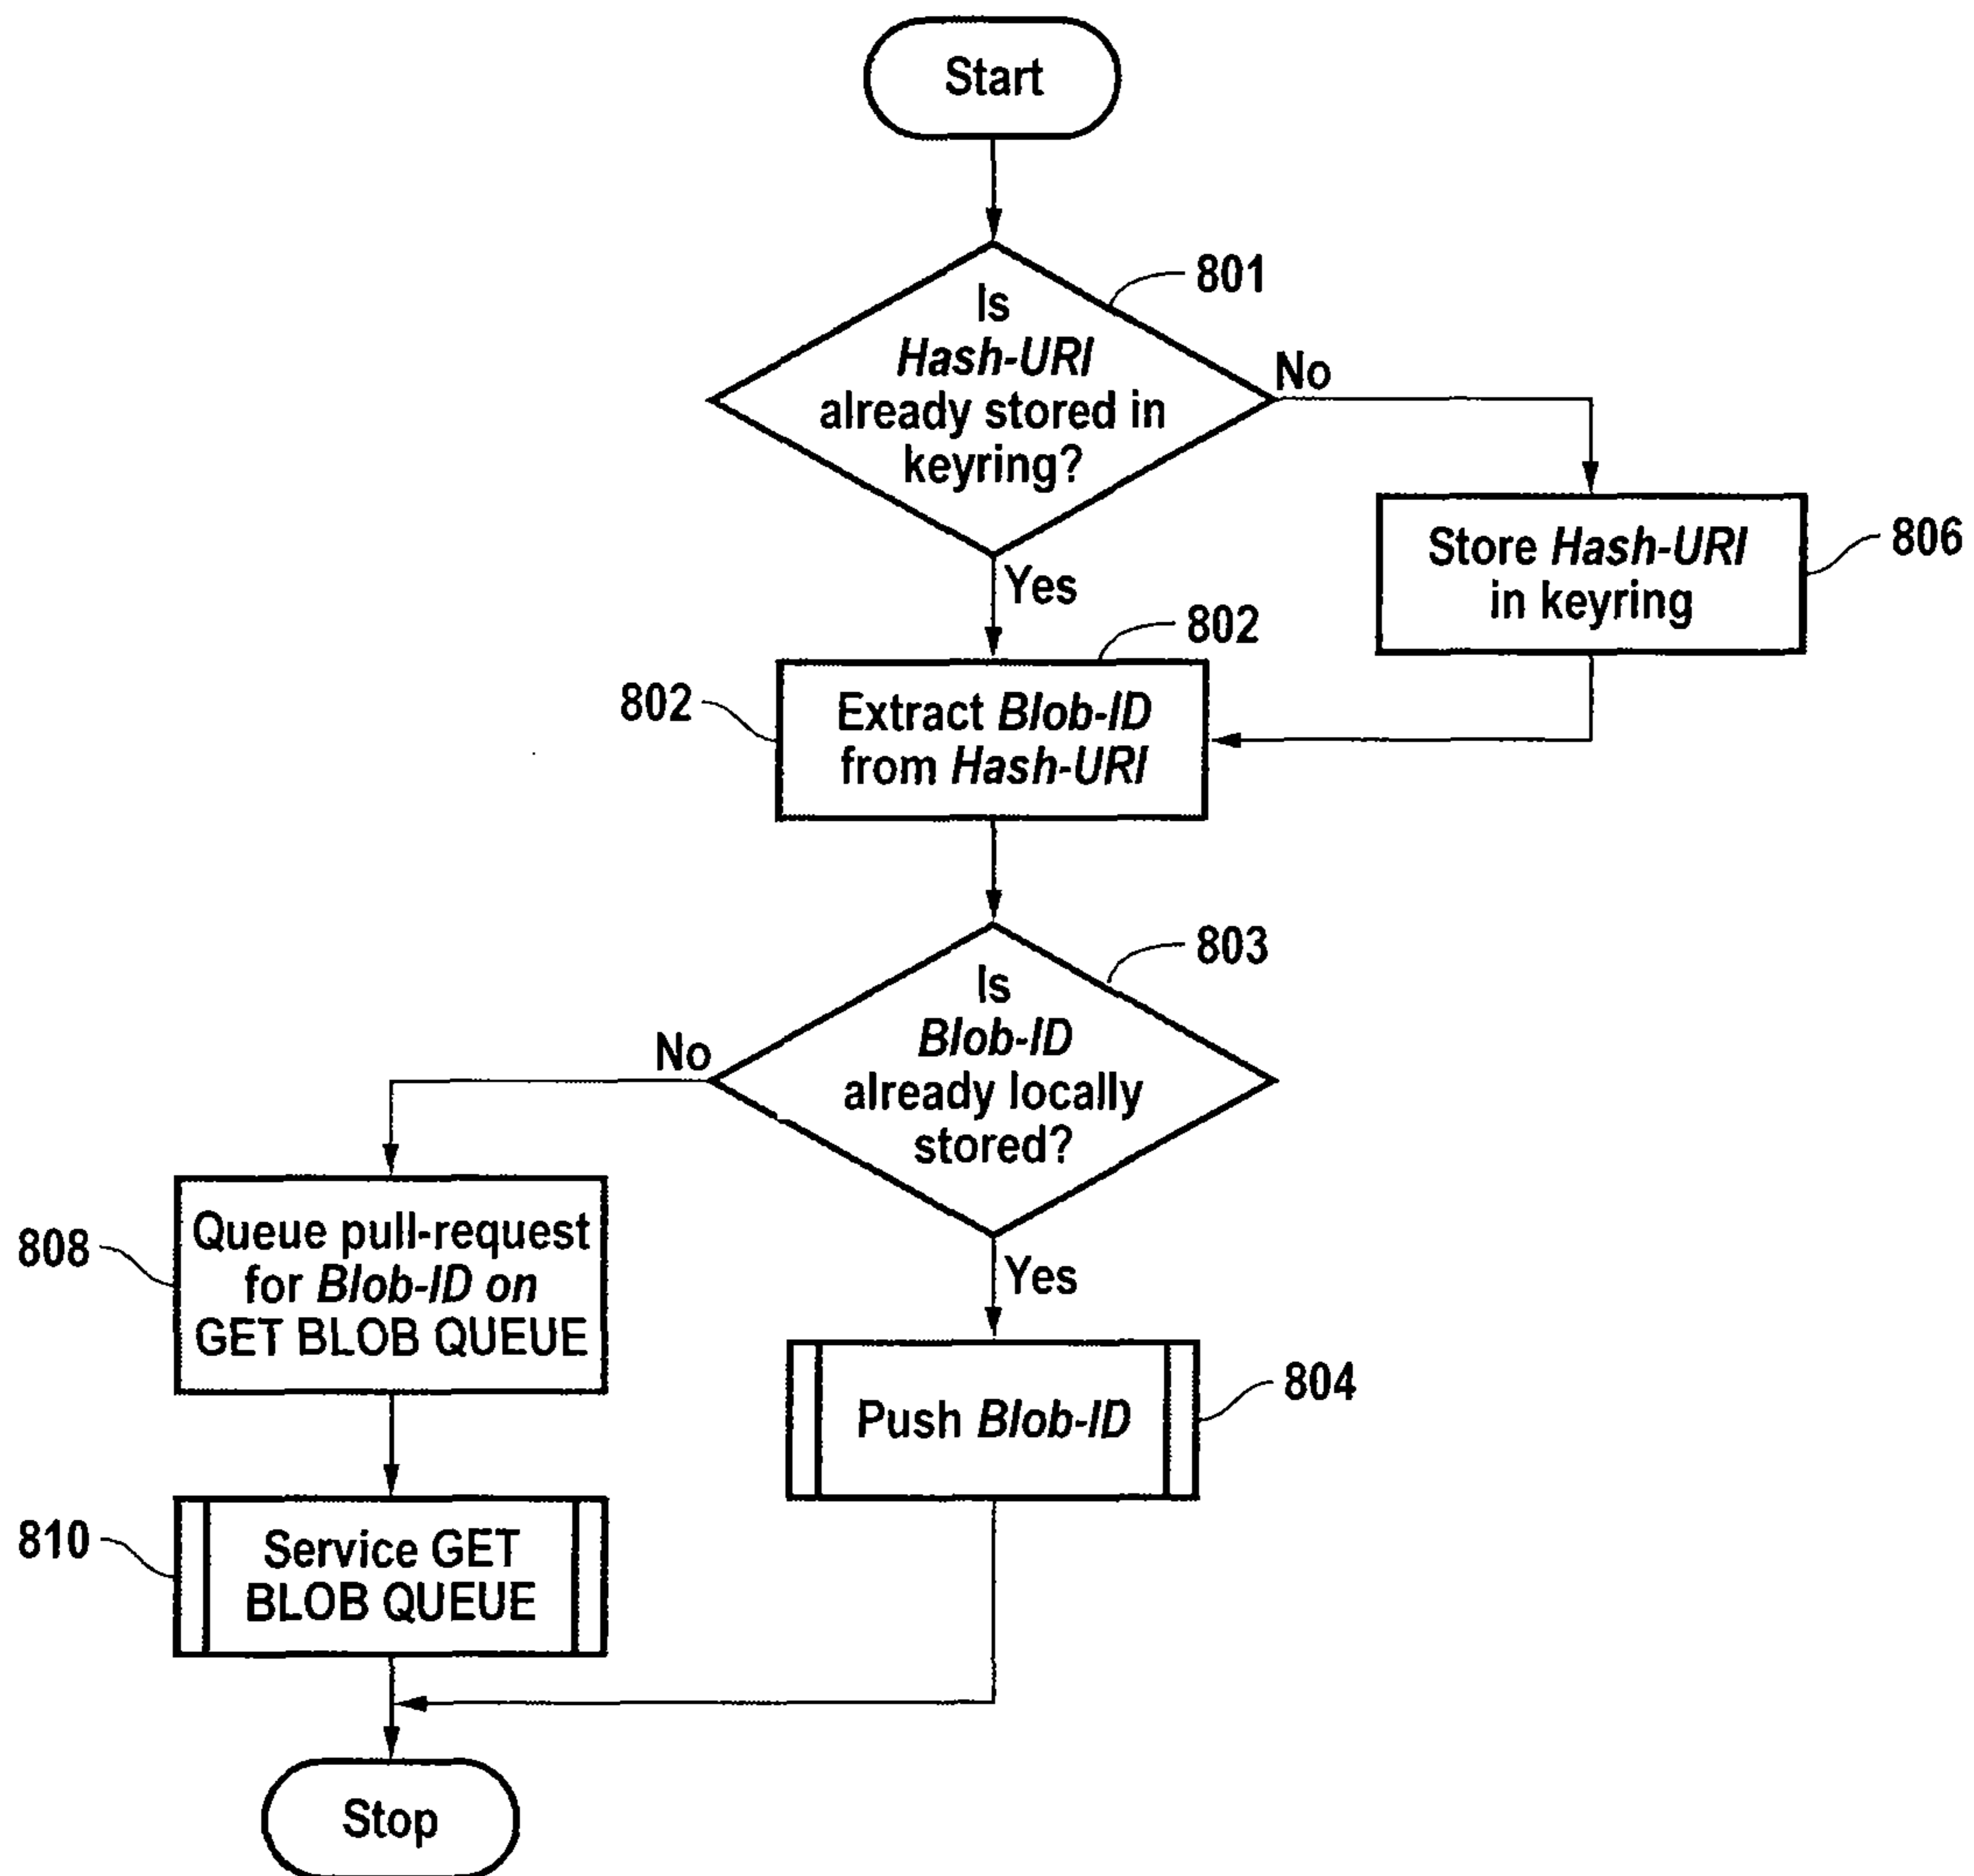 Start
801
Is
Hash-URI
already stored in
keyring?
No
Yes
Store Hash-URI
in keyring
806
802
802
Extract Blob-ID
from Hash-URI
803
Is
Blob-ID
already locally
stored?
No
Yes
808
Queue pull-request
for Blob-ID on
GET BLOB QUEUE
Push Blob-ID
804
810
Service GET
BLOB QUEUE
Stop